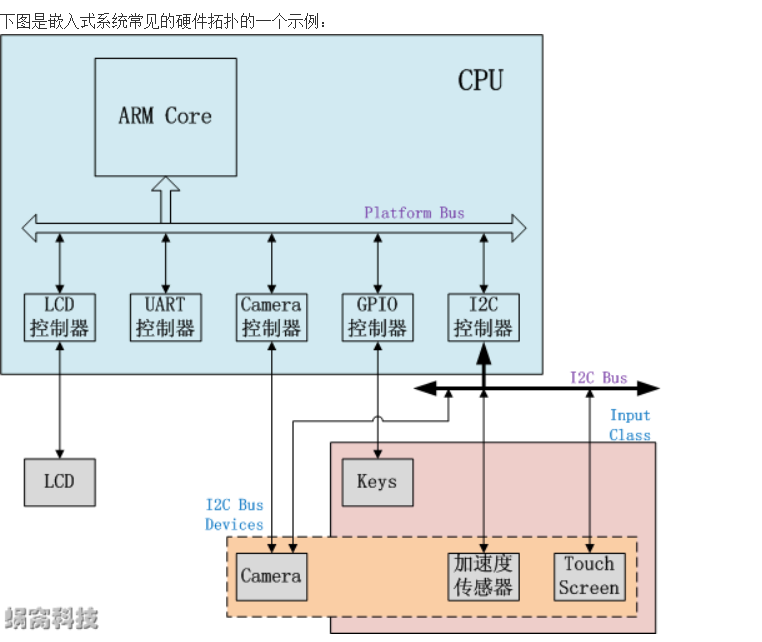 下图是嵌入式系统常见的硬件拓扑的一个示例：
CPU
ARM Core
Platform Bus
LCD
控制器
UART
控制器
Camera
控制器
GPIO
控制器
I2C
控制器
I2C Bus
Input
Class
LCD
Keys
I2C Bus
Devices
Camera
加速度
传感器
Touch
Screen
蜗窝科技